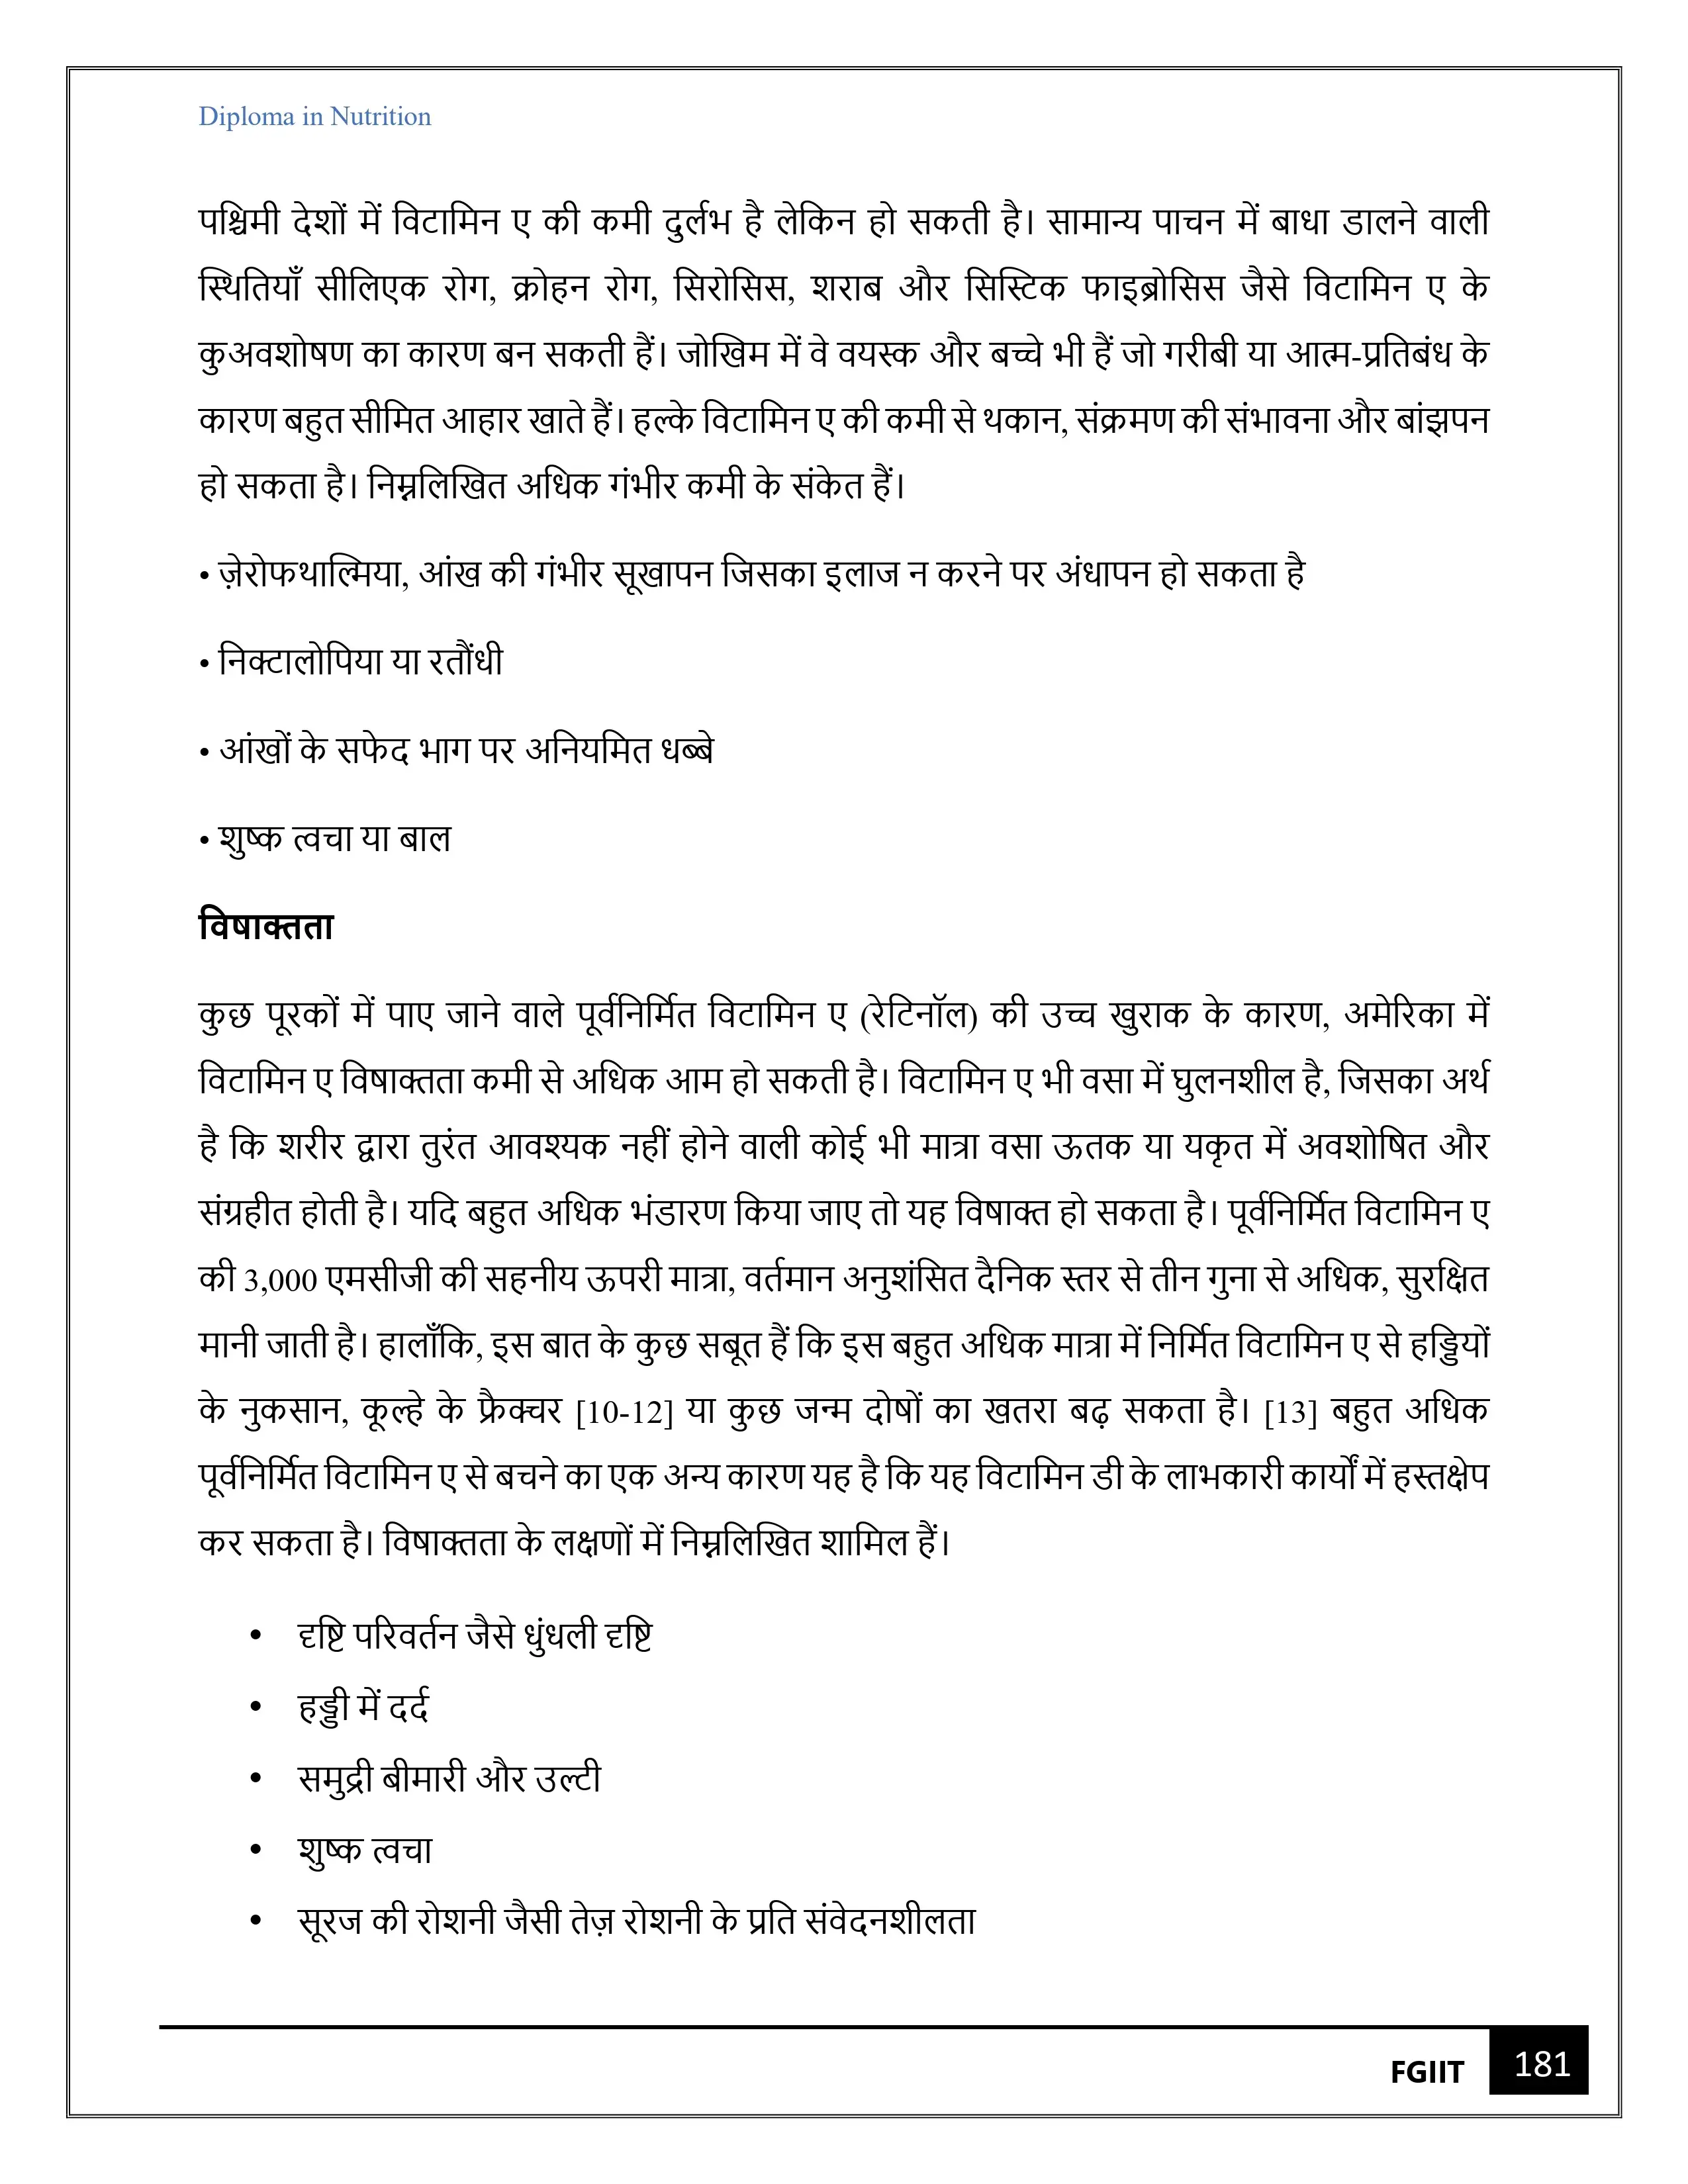 Diploma in Nutrition
पश्चिमी देशों में विटामिन ए की कमी दुर्लभ है लेकिन हो सकती है। सामान्य पाचन में बाधा डालने वाली
स्थितियाँ सीलिएक रोग, क्रोहन रोग, सिरोसिस, शराब और सिस्टिक फाइब्रोसिस जैसे विटामिन ए के
कुअवशोषण का कारण बन सकती हैं। जोखिम में वे वयस्क और बच्चे भी हैं जो गरीबी या आत्म-प्रतिबंध के
कारण बहुत सीमित आहार खाते हैं। हल्के विटामिन ए की कमी से थकान, संक्रमण की संभावना और बांझपन
हो सकता है। निम्नलिखित अधिक गंभीर कमी के संकेत हैं।
• ज़ेरोफथाल्मिया, आंख की गंभीर सूखापन जिसका इलाज न करने पर अंधापन हो सकता है
• निक्टालोपिया या रतौंधी
• आंखों के सफेद भाग पर अनियमित धब्बे
• शुष्क त्वचा या बाल
विषाक्तता
कुछ पूरकों में पाए जाने वाले पूर्वनिर्मित विटामिन ए (रेटिनॉल) की उच्च खुराक के कारण, अमेरिका में
विटामिन ए विषाक्तता कमी से अधिक आम हो सकती है। विटामिन ए भी वसा में घुलनशील है, जिसका अर्थ
है कि शरीर द्वारा तुरंत आवश्यक नहीं होने वाली कोई भी मात्रा वसा ऊतक या यकृत में अवशोषित और
संग्रहीत होती है। यदि बहुत अधिक भंडारण किया जाए तो यह विषाक्त हो सकता है। पूर्वनिर्मित विटामिन ए
की 3,000 एमसीजी की सहनीय ऊपरी मात्रा, वर्तमान अनुशंसित दैनिक स्तर से तीन गुना से अधिक, सुरक्षित
मानी जाती है। हालाँकि, इस बात के कुछ सबूत हैं कि इस बहुत अधिक मात्रा में निर्मित विटामिन ए से हड्डियों
के नुकसान, कूल्हे के फ्रैक्चर [10-12] या कुछ जन्म दोषों का खतरा बढ़ सकता है। [13] बहुत अधिक
पूर्वनिर्मित विटामिन ए से बचने का एक अन्य कारण यह है कि यह विटामिन डी के लाभकारी कार्यों में हस्तक्षेप
कर सकता है। विषाक्तता के लक्षणों में निम्नलिखित शामिल हैं।
• दृष्टि परिवर्तन जैसे धुंधली दृष्टि
• हड्डी में दर्द
• समुद्री बीमारी और उल्टी
• शुष्क त्वचा
• सूरज की रोशनी जैसी तेज़ रोशनी के प्रति संवेदनशीलता
FGIIT 181